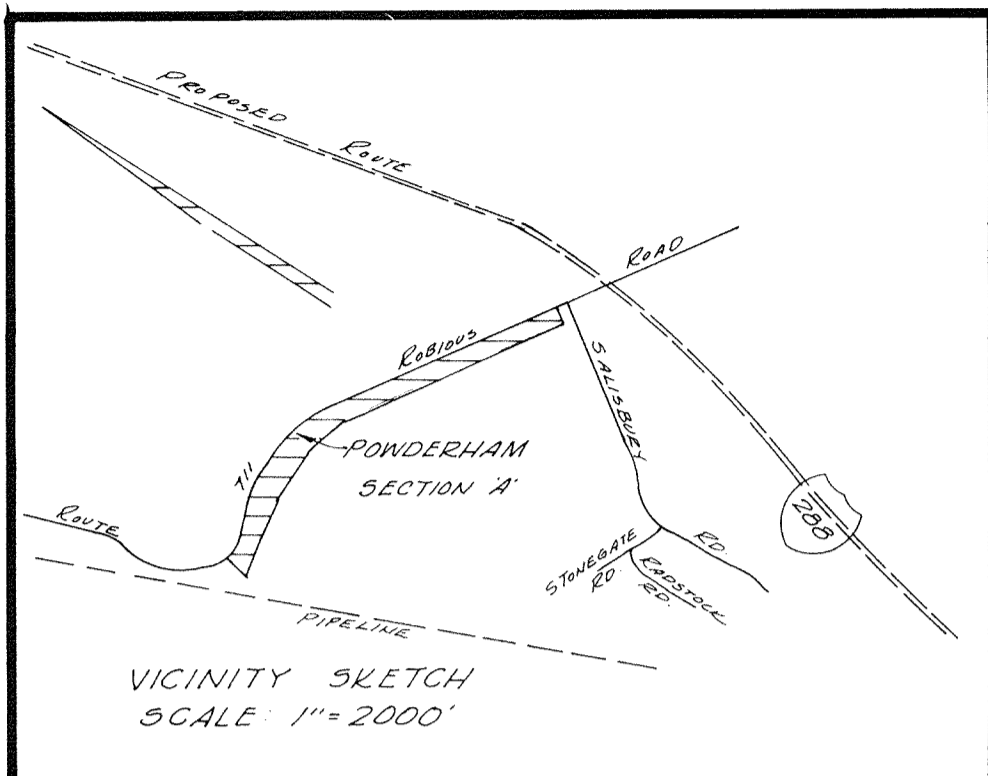 PROPOSED ROUTE
288
ROBIOUS ROAD
SALISBURY RD.
POWDERHAM
SECTION 'A'
ROUTE 711
STONEGATE
RD.
RADSTOCK
RD.
PIPELINE
VICINITY SKETCH
SCALE: 1"=2000'